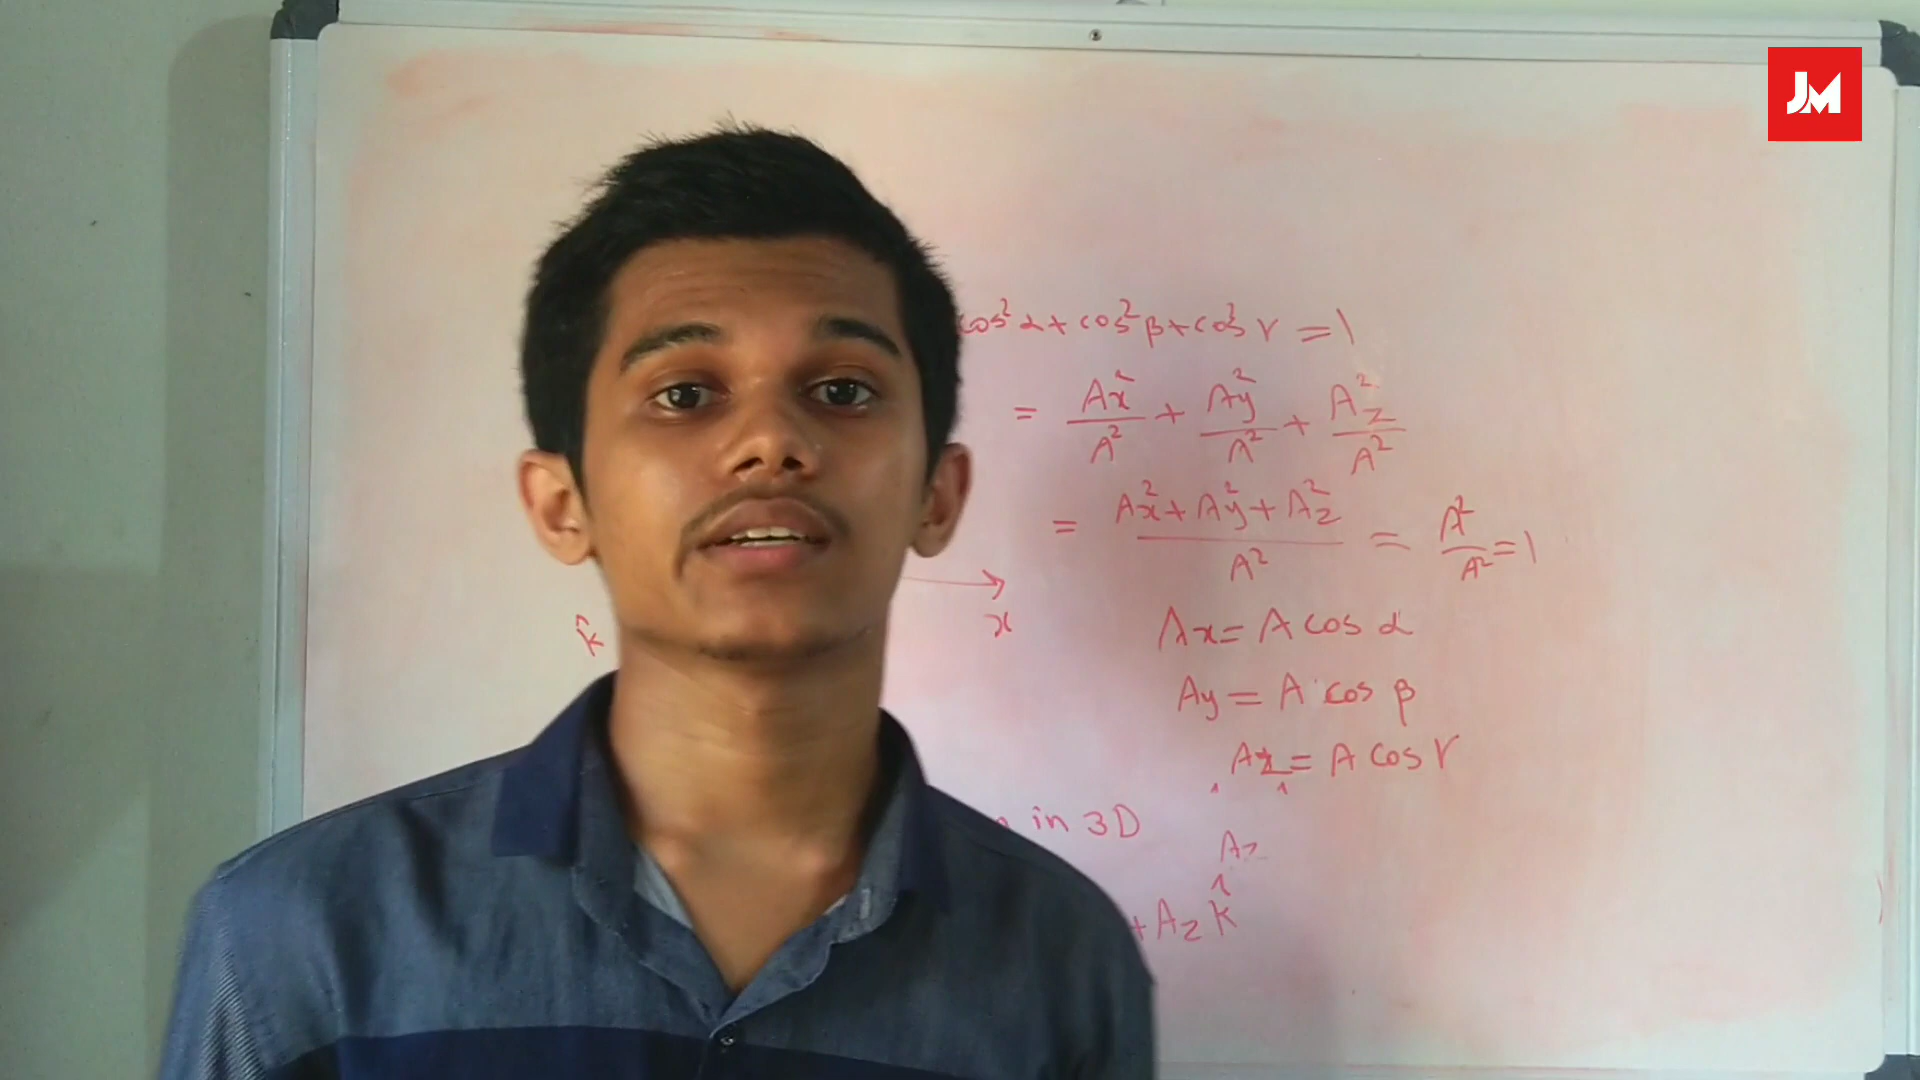 JM
cos²α + cos²β + cos²γ = 1
= Ax²/A² + Ay²/A² + Az²/A²
= Ax² + Ay² + Az² / A² = A²/A² = 1
x
k̂
Ax = A cos α
Ay = A cos β
Az = A cos γ
in 3D
Az
+ Az k̂